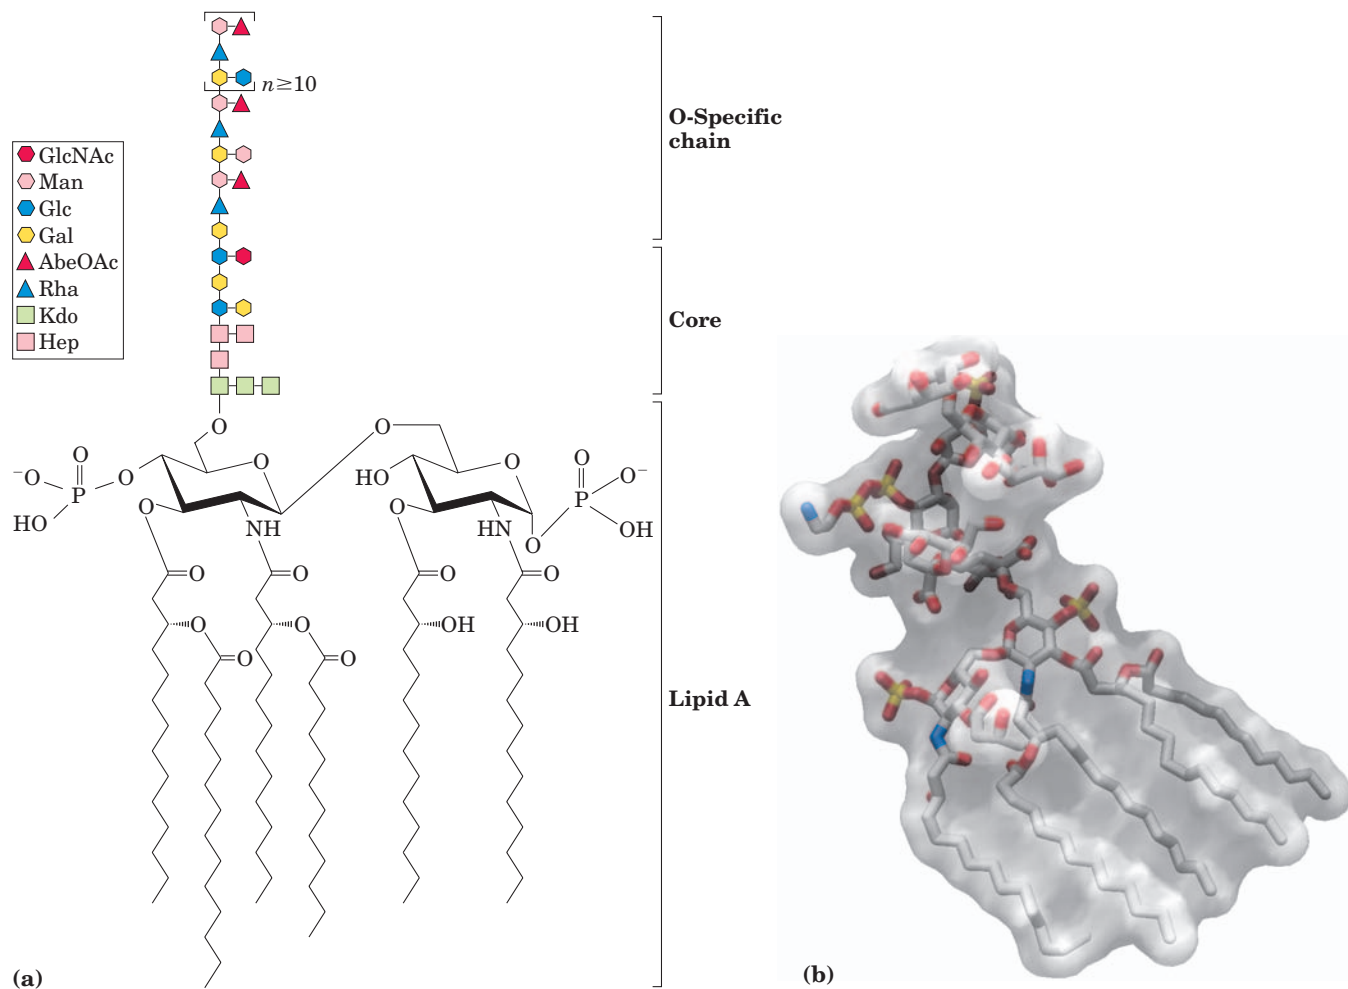 n≥10
O-Specific
chain
GlcNAc
Man
Glc
Gal
AbeOAc
Rha
Kdo
Hep
Core
O
O
O
⁻O
P
O
HO
O
O
NH
HO
O
O
HN
O
O
P
O⁻
OH
O
O
O
O
O
O
OH
OH
O
O
Lipid A
(a)
(b)